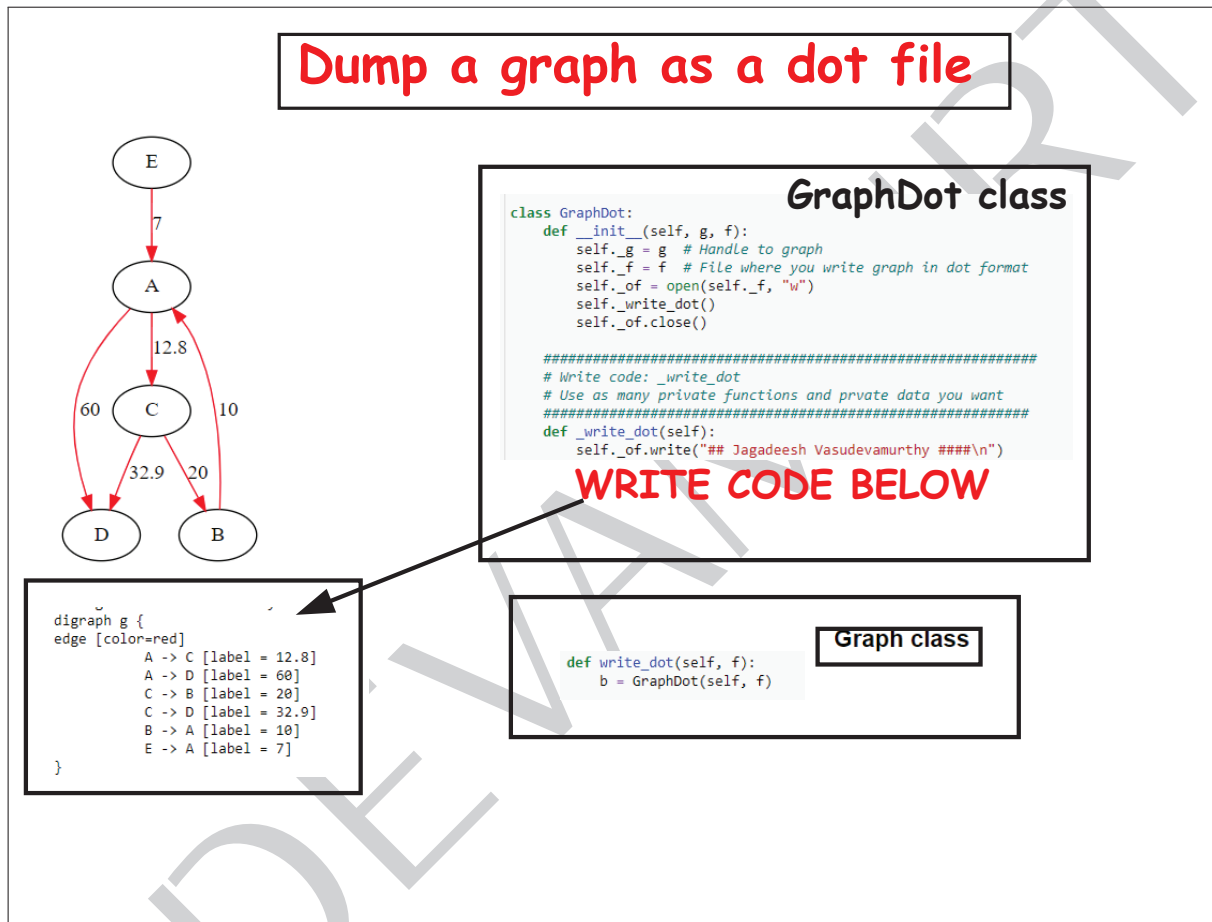 Dump a graph as a dot file
E
7
A
12.8
60
C
10
32.9
20
D
B
GraphDot class
class GraphDot:
def __init__(self, g, f):
self._g = g # Handle to graph
self._f = f # File where you write graph in dot format
self._of = open(self._f, "w")
self._write_dot()
self._of.close()
############################################################
# Write code: _write_dot
# Use as many private functions and prvate data you want
###########################################################
def _write_dot(self):
self._of.write("## Jagadeesh Vasudevamurthy ####\n")
WRITE CODE BELOW
digraph g {
edge [color=red]
A -> C [label = 12.8]
A -> D [label = 60]
C -> B [label = 20]
C -> D [label = 32.9]
B -> A [label = 10]
E -> A [label = 7]
}
Graph class
def write_dot(self, f):
b = GraphDot(self, f)